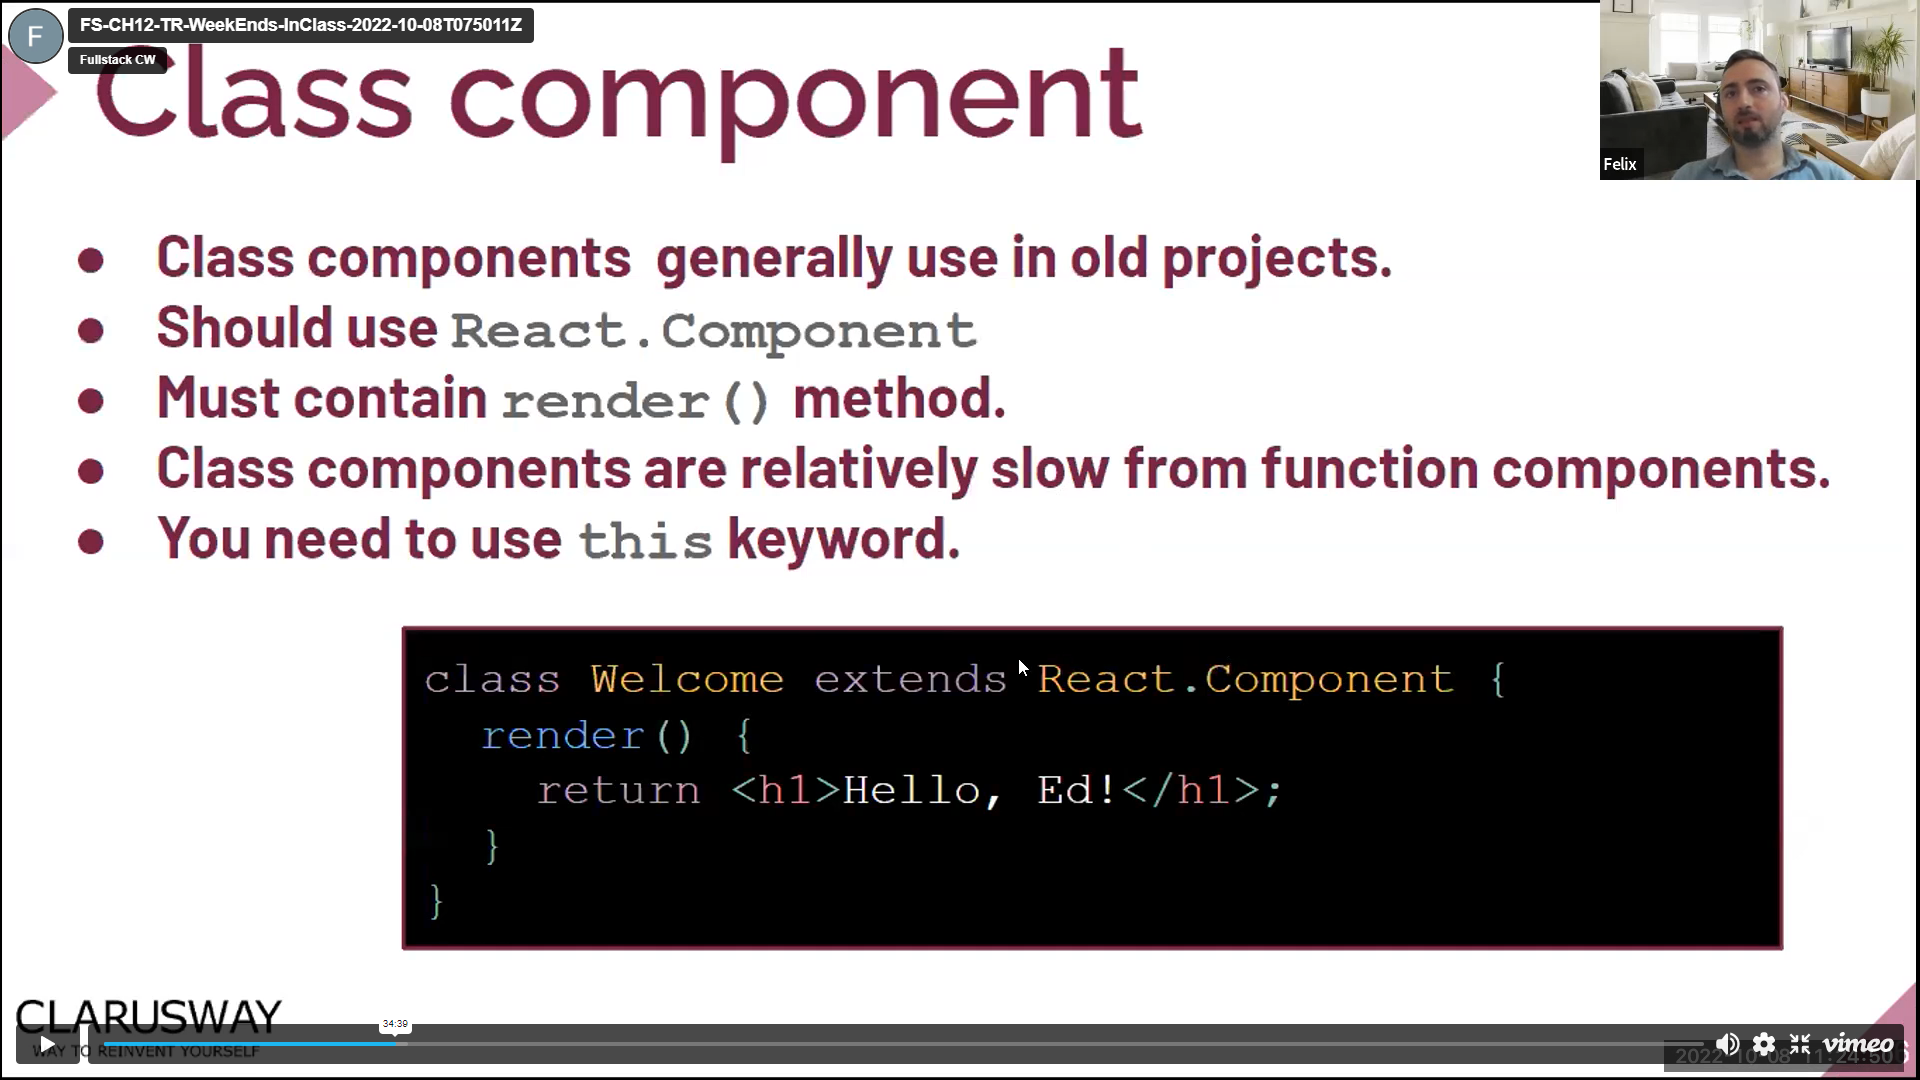 F
FS-CH12-TR-WeekEnds-InClass-2022-10-08T075011Z
Fullstack CW
Class component
Felix
● Class components generally use in old projects.
● Should use React.Component
● Must contain render() method.
● Class components are relatively slow from function components.
● You need to use this keyword.
class Welcome extends React.Component {
render() {
return <h1>Hello, Ed!</h1>;
}
}
CLARUSWAY
WAY TO REINVENT YOURSELF
34:39
vimeo
2022-10-08 11:24:50